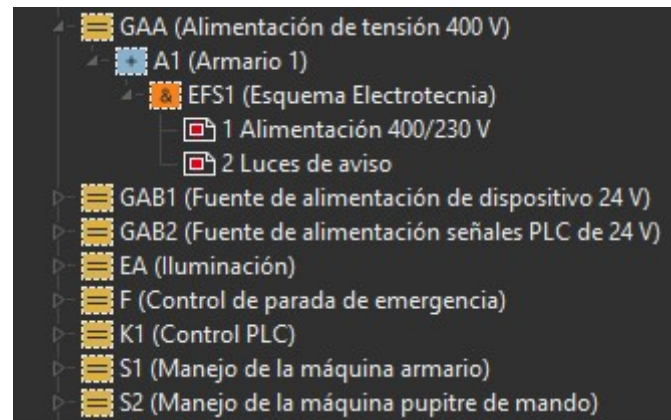 GAA (Alimentación de tensión 400 V)
A1 (Armario 1)
EFS1 (Esquema Electrotecnia)
1 Alimentación 400/230 V
2 Luces de aviso
GAB1 (Fuente de alimentación de dispositivo 24 V)
GAB2 (Fuente de alimentación señales PLC de 24 V)
EA (Iluminación)
F (Control de parada de emergencia)
K1 (Control PLC)
S1 (Manejo de la máquina armario)
S2 (Manejo de la máquina pupitre de mando)